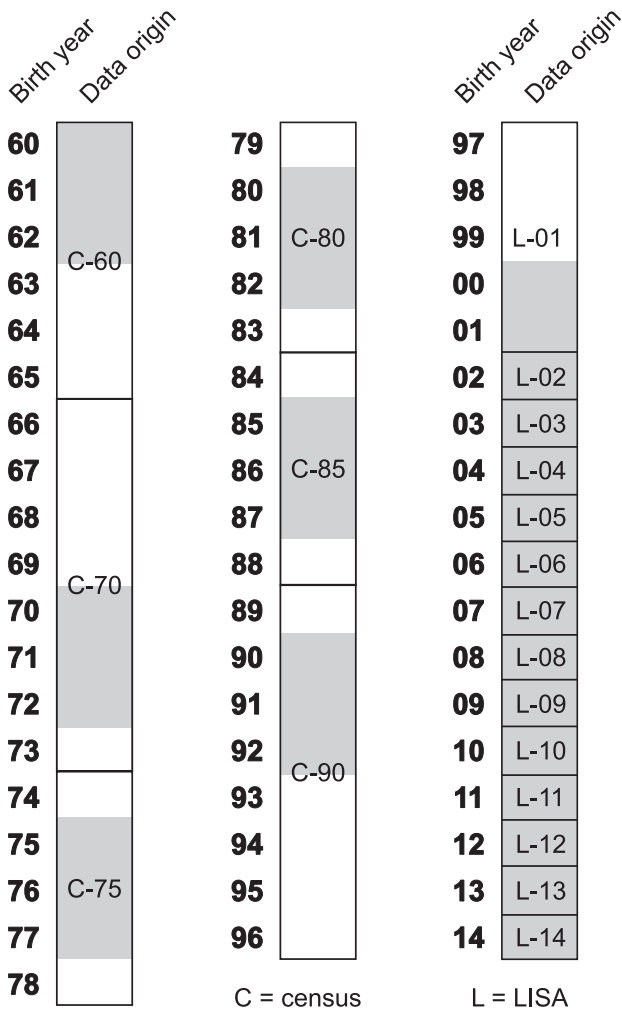 Birth year Data origin
60
61
62
C-60
63
64
65
66
67
68
69
C-70
70
71
72
73
74
75
76 C-75
77
78
79
80
81 C-80
82
83
84
85
86 C-85
87
88
89
90
91
92
C-90
93
94
95
96
C = census
Birth year Data origin
97
98
99 L-01
00
01
02 L-02
03 L-03
04 L-04
05 L-05
06 L-06
07 L-07
08 L-08
09 L-09
10 L-10
11 L-11
12 L-12
13 L-13
14 L-14
L = LISA